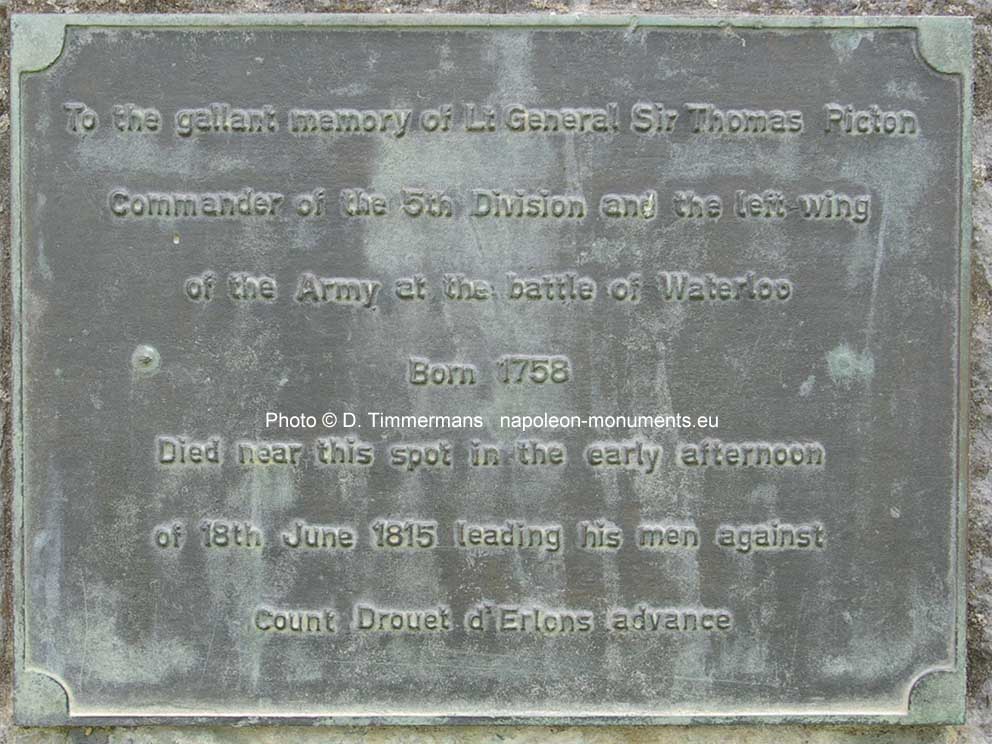 To the gallant memory of Lt General Sir Thomas Picton
Commander of the 5th Division and the left wing
of the Army at the battle of Waterloo
Born 1758
Photo © D. Timmermans napoleon-monuments.eu
Died near this spot in the early afternoon
of 18th June 1815 leading his men against
Count Drouet d'Erlons advance